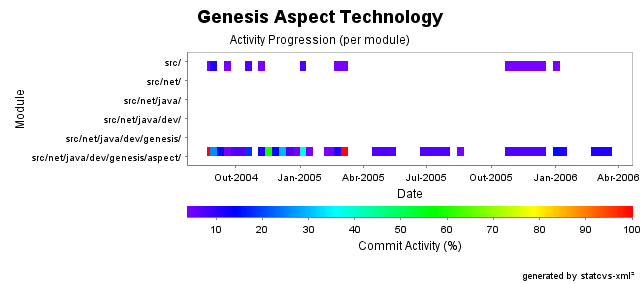 Genesis Aspect Technology
Activity Progression (per module)
Module
src/
src/net/
src/net/java/
src/net/java/dev/
src/net/java/dev/genesis/
src/net/java/dev/genesis/aspect/
Out-2004 Jan-2005 Abr-2005 Jul-2005 Out-2005 Jan-2006 Abr-2006
Date
10 20 30 40 50 60 70 80 90 100
Commit Activity (%)
generated by statcvs-xml²